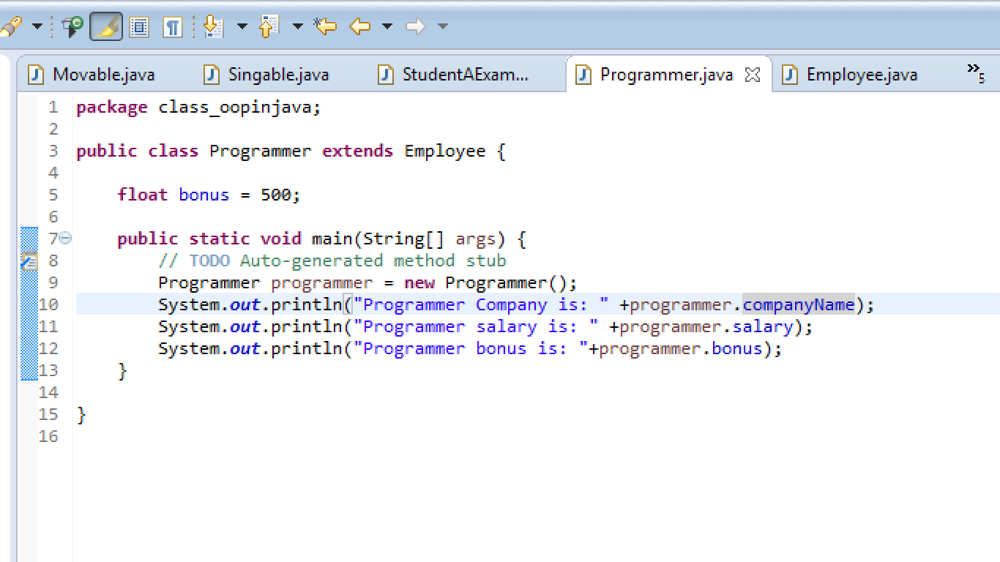 Movable.java Singable.java StudentAExam... Programmer.java Employee.java »5
1 package class_oopinjava;
2
3 public class Programmer extends Employee {
4
5 float bonus = 500;
6
7 public static void main(String[] args) {
8 // TODO Auto-generated method stub
9 Programmer programmer = new Programmer();
10 System.out.println("Programmer Company is: " +programmer.companyName);
11 System.out.println("Programmer salary is: " +programmer.salary);
12 System.out.println("Programmer bonus is: "+programmer.bonus);
13 }
14
15 }
16